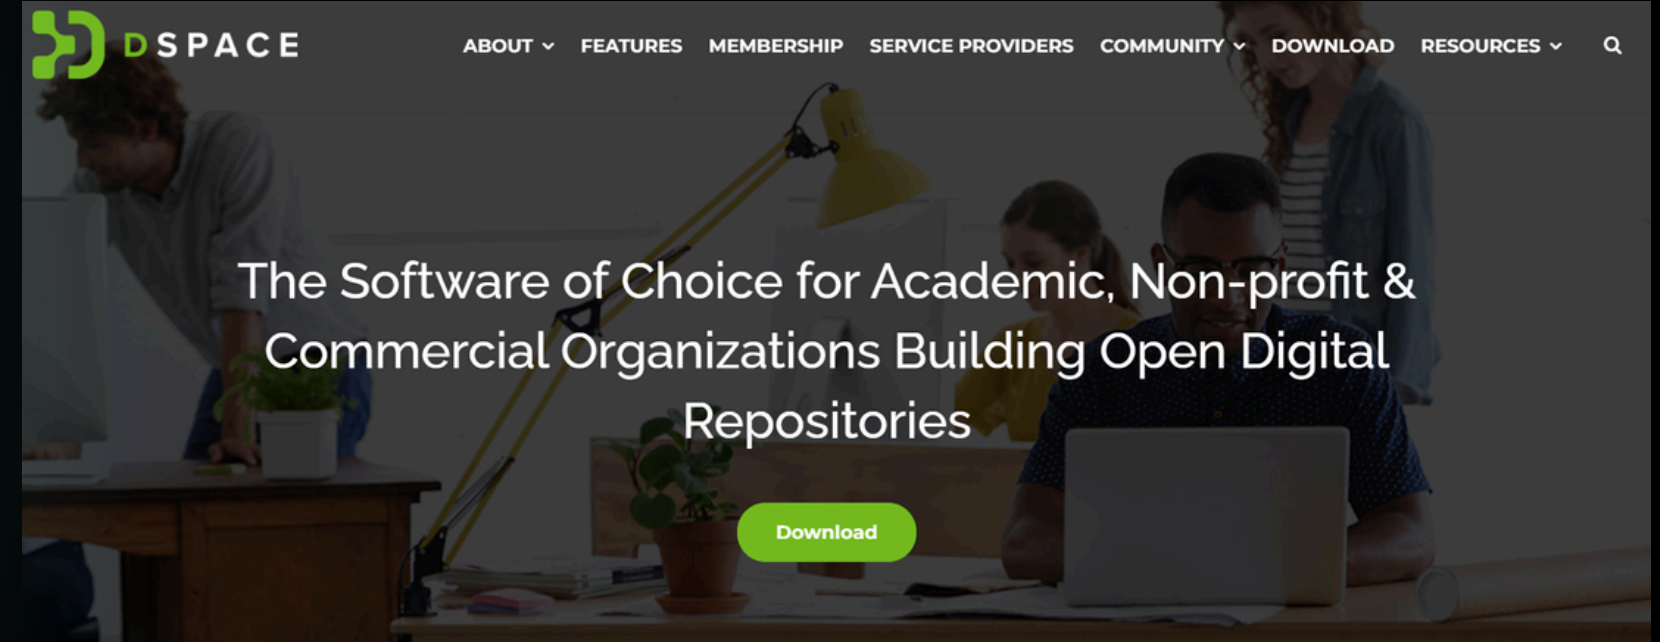 DSPACE
ABOUT FEATURES MEMBERSHIP SERVICE PROVIDERS COMMUNITY DOWNLOAD RESOURCES
The Software of Choice for Academic, Non-profit &
Commercial Organizations Building Open Digital
Repositories
Download